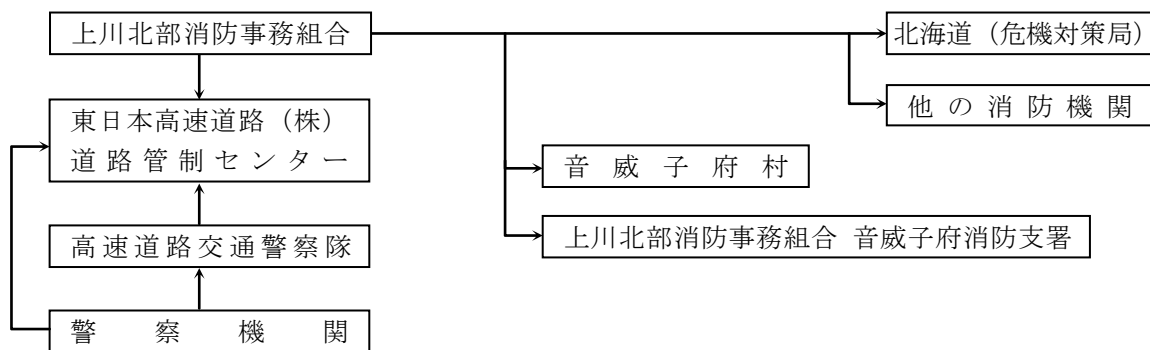 上川北部消防事務組合
北海道（危機対策局）
東日本高速道路（株）
道路管制センター
他の消防機関
音威子府村
高速道路交通警察隊
上川北部消防事務組合 音威子府消防支署
警察機関